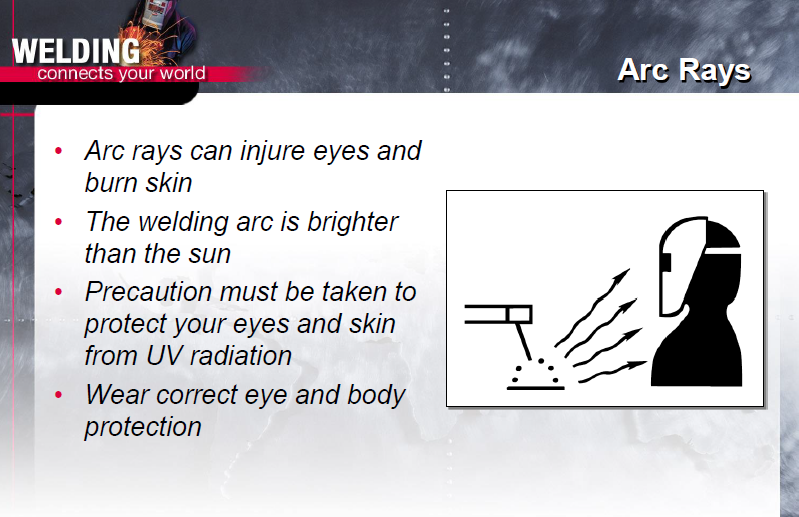 WELDING
connects your world
Arc Rays
• Arc rays can injure eyes and
burn skin
• The welding arc is brighter
than the sun
• Precaution must be taken to
protect your eyes and skin
from UV radiation
• Wear correct eye and body
protection